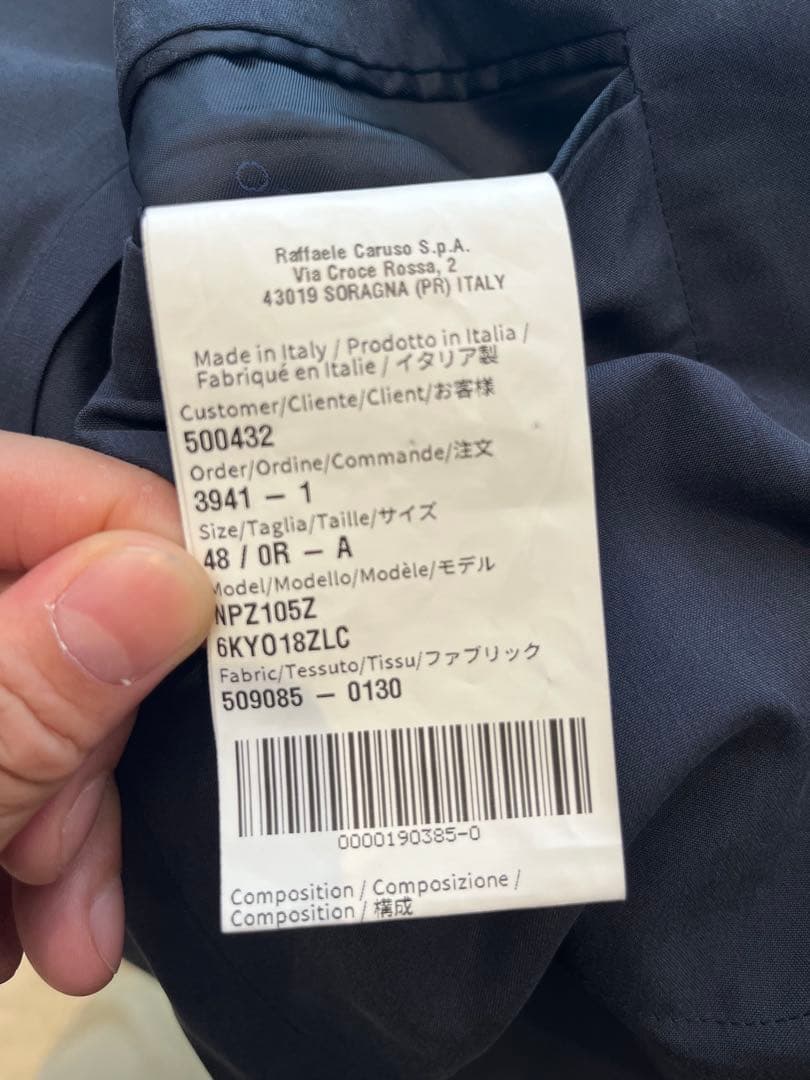 Raffaele Caruso S.p.A.
Via Croce Rossa, 2
43019 SORAGNA (PR) ITALY
Made in Italy / Prodotto in Italia /
Fabriqué en Italie / イタリア製
Customer/Cliente/Client/お客様
500432
Order/Ordine/Commande/注文
3941 - 1
Size/Taglia/Taille/サイズ
48 / 0R - A
Model/Modello/Modèle/モデル
NPZ105Z
6KYO18ZLC
Fabric/Tessuto/Tissu/ファブリック
509085 - 0130
0000190385-0
Composition / Composizione /
Composition / 構成